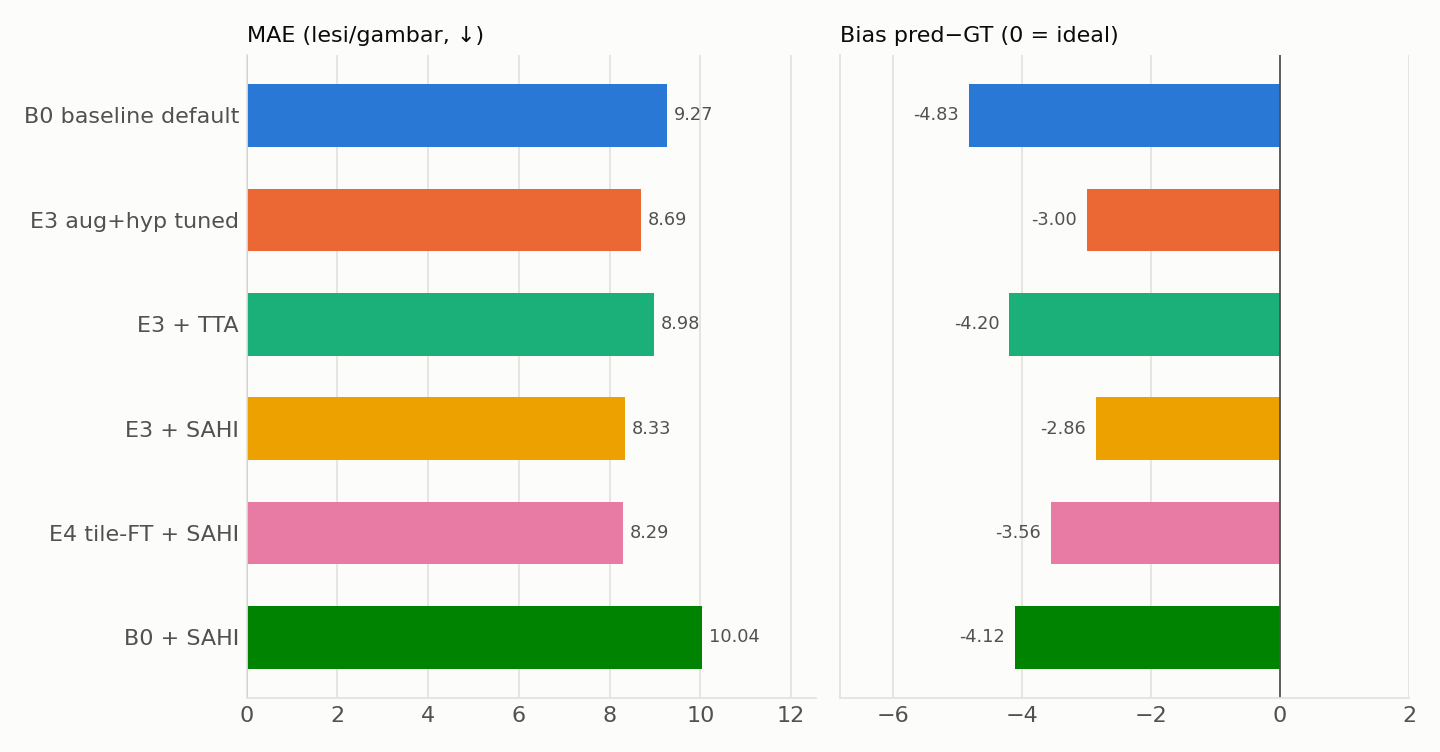 MAE (lesi/gambar, ↓)
B0 baseline default
9.27
E3 aug+hyp tuned
8.69
E3 + TTA
8.98
E3 + SAHI
8.33
E4 tile-FT + SAHI
8.29
B0 + SAHI
10.04
0 2 4 6 8 10 12
Bias pred−GT (0 = ideal)
-4.83
-3.00
-4.20
-2.86
-3.56
-4.12
−6 −4 −2 0 2